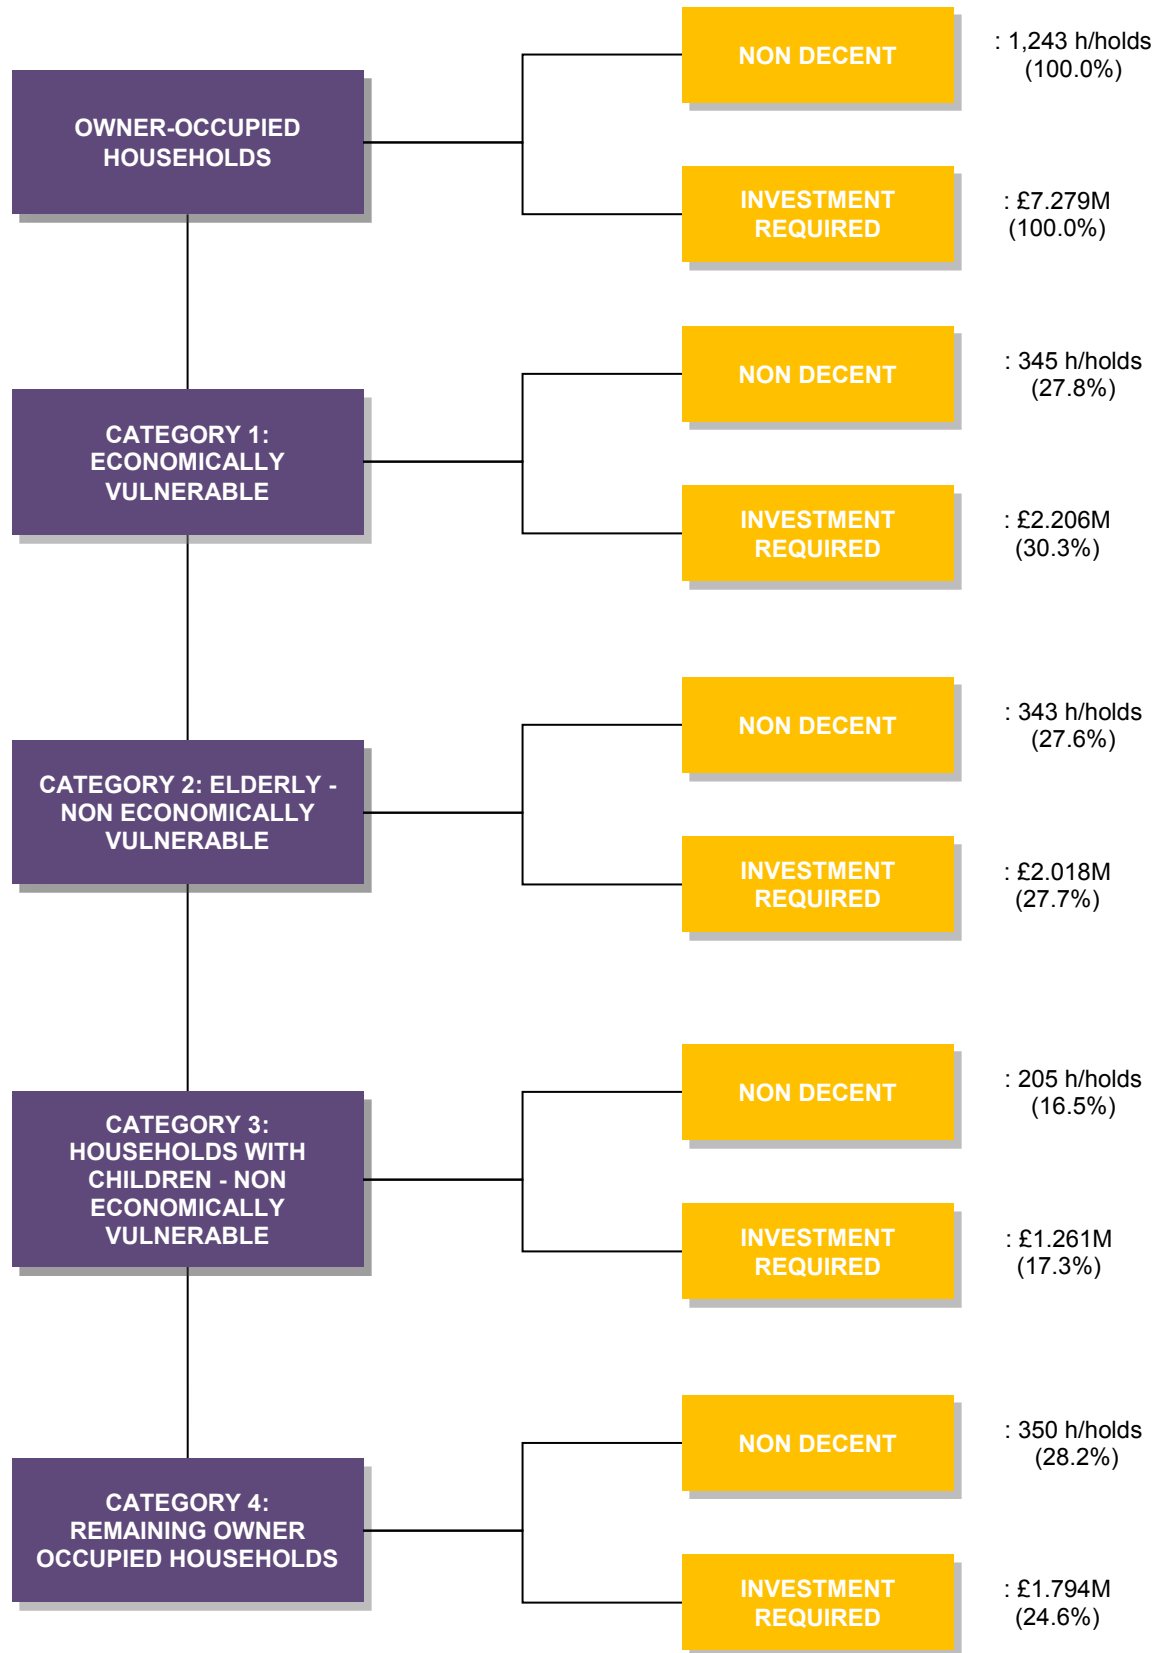 OWNER-OCCUPIED
HOUSEHOLDS
NON DECENT
: 1,243 h/holds
(100.0%)
INVESTMENT
REQUIRED
: £7.279M
(100.0%)
CATEGORY 1:
ECONOMICALLY
VULNERABLE
NON DECENT
: 345 h/holds
(27.8%)
INVESTMENT
REQUIRED
: £2.206M
(30.3%)
CATEGORY 2: ELDERLY -
NON ECONOMICALLY
VULNERABLE
NON DECENT
: 343 h/holds
(27.6%)
INVESTMENT
REQUIRED
: £2.018M
(27.7%)
CATEGORY 3:
HOUSEHOLDS WITH
CHILDREN - NON
ECONOMICALLY
VULNERABLE
NON DECENT
: 205 h/holds
(16.5%)
INVESTMENT
REQUIRED
: £1.261M
(17.3%)
CATEGORY 4:
REMAINING OWNER
OCCUPIED HOUSEHOLDS
NON DECENT
: 350 h/holds
(28.2%)
INVESTMENT
REQUIRED
: £1.794M
(24.6%)